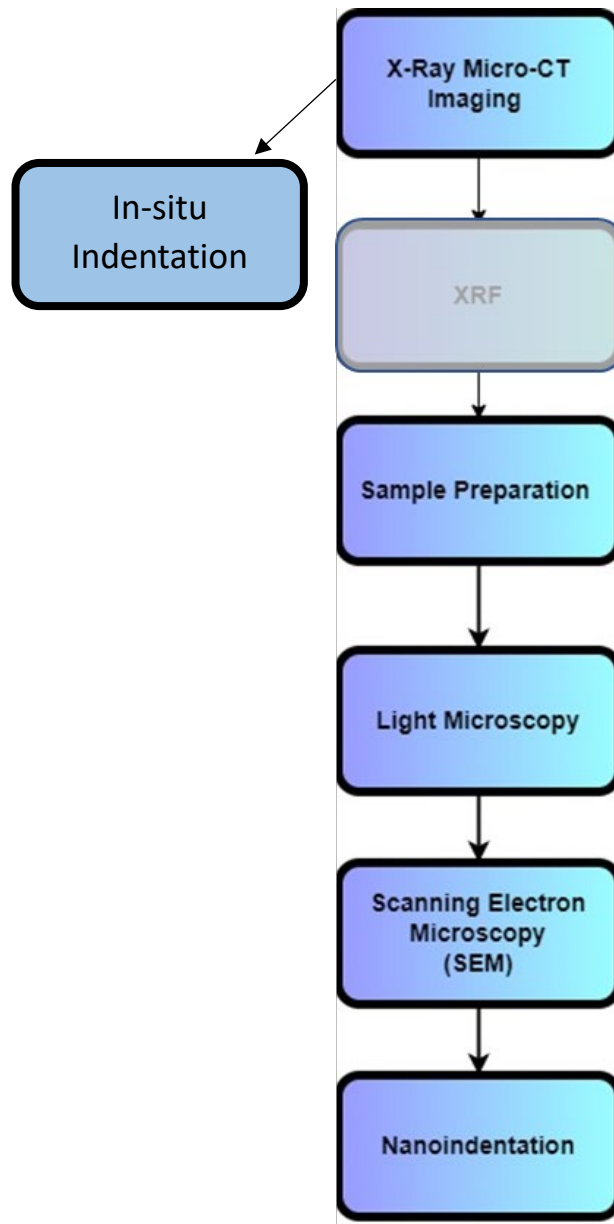 X-Ray Micro-CT
Imaging
In-situ
Indentation
XRF
Sample Preparation
Light Microscopy
Scanning Electron
Microscopy
(SEM)
Nanoindentation